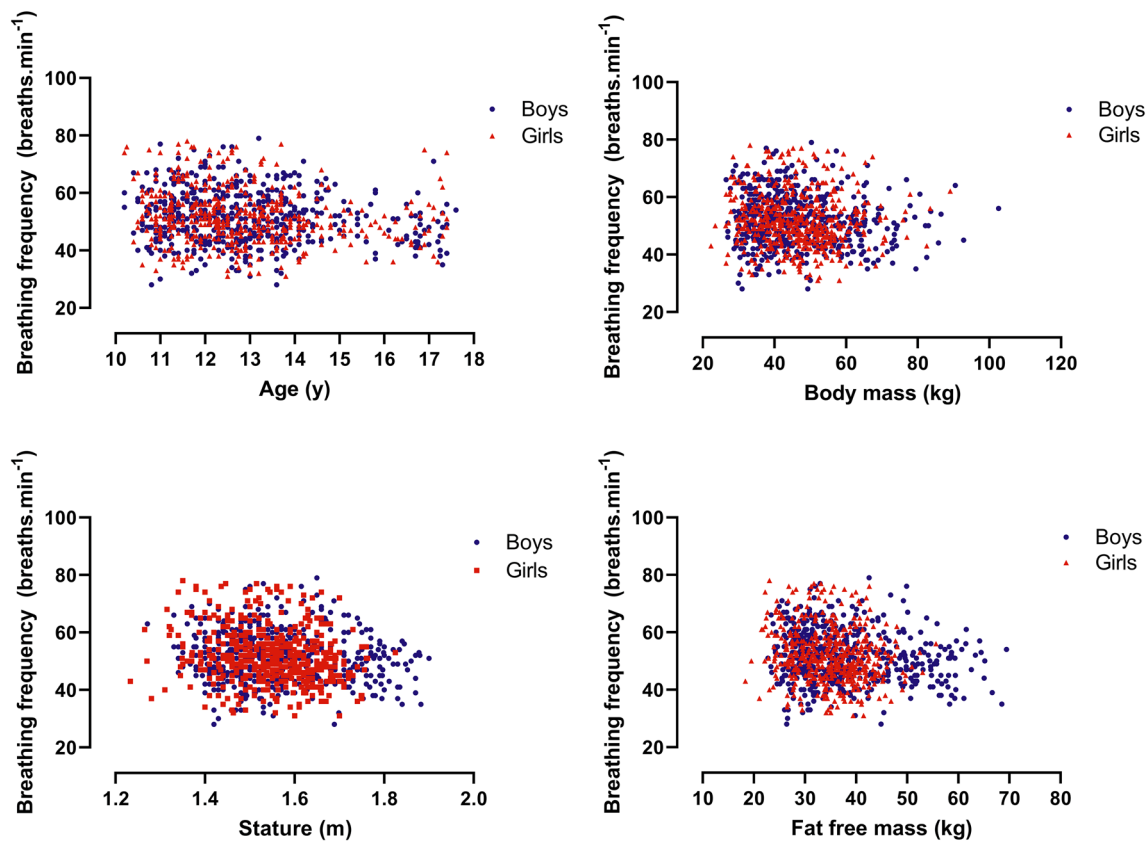 Breathing frequency (breaths.min-1)
100
80
60
40
20
10 11 12 13 14 15 16 17 18
Age (y)
Boys
Girls
Breathing frequency (breaths.min-1)
100
80
60
40
20
20 40 60 80 100 120
Body mass (kg)
Boys
Girls
Breathing frequency (breaths.min-1)
100
80
60
40
20
1.2 1.4 1.6 1.8 2.0
Stature (m)
Boys
Girls
Breathing frequency (breaths.min-1)
100
80
60
40
20
10 20 30 40 50 60 70 80
Fat free mass (kg)
Boys
Girls